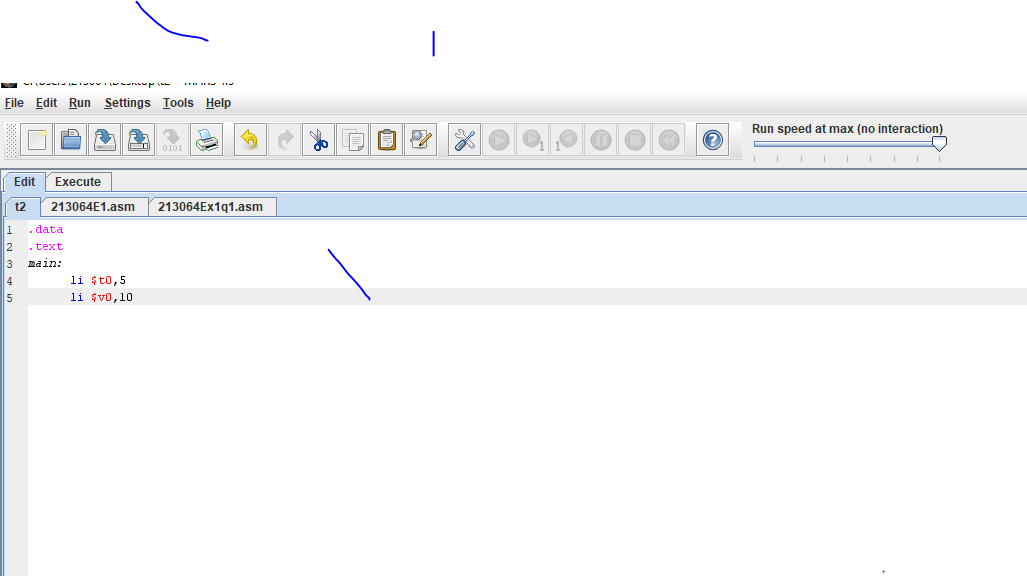 File Edit Run Settings Tools Help
Run speed at max (no interaction)
Edit Execute
t2 213064E1.asm 213064Ex1q1.asm
1 .data
2 .text
3 main:
4 li $t0,5
5 li $v0,10